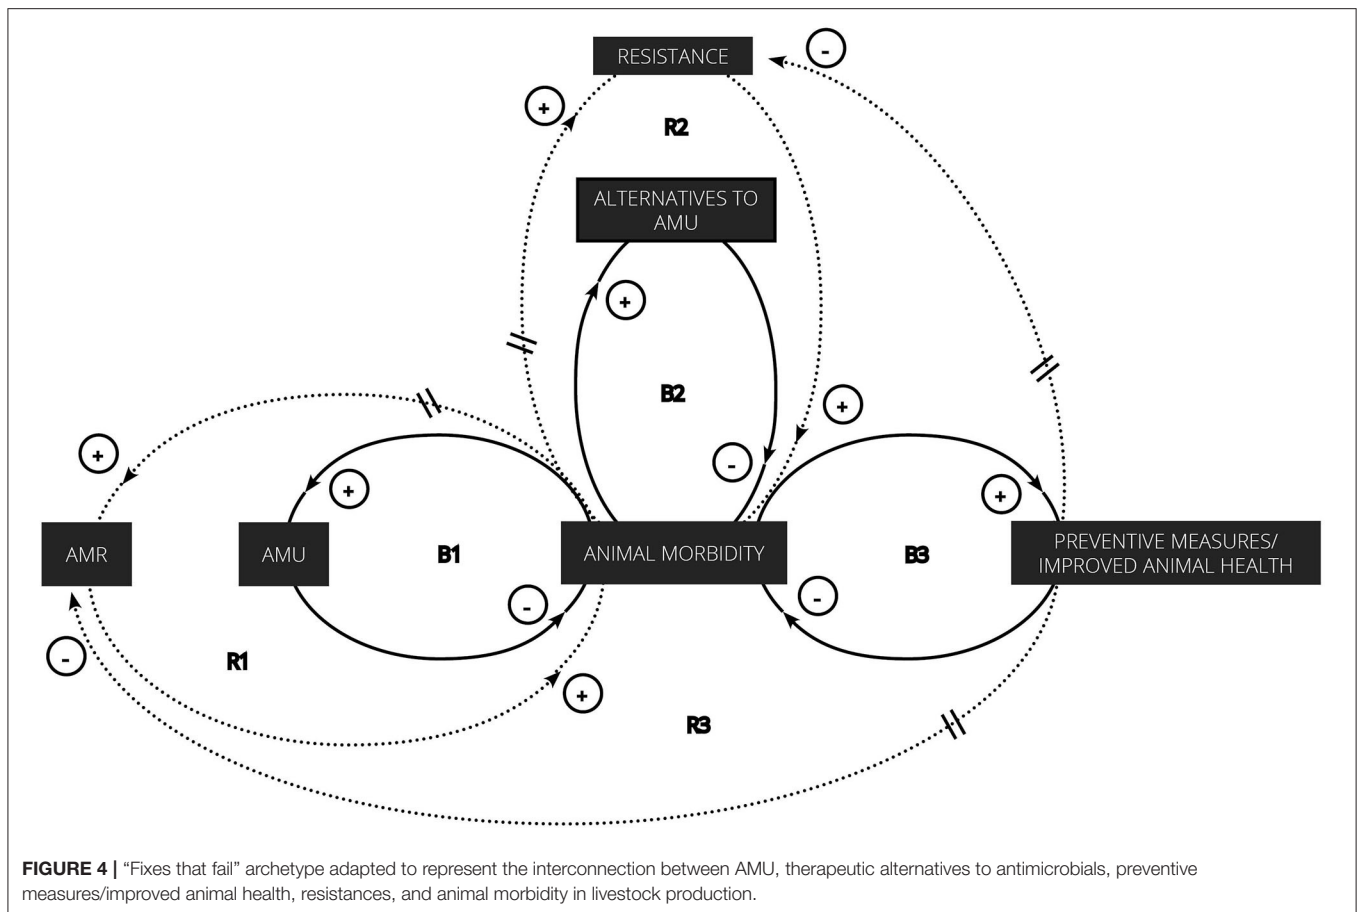 RESISTANCE
-
+
R2
ALTERNATIVES TO
AMU
+
B2
+
+
-
+
+
AMR
AMU
B1
ANIMAL MORBIDITY
B3
PREVENTIVE MEASURES/
IMPROVED ANIMAL HEALTH
-
-
-
R1
+
R3
FIGURE 4 | “Fixes that fail” archetype adapted to represent the interconnection between AMU, therapeutic alternatives to antimicrobials, preventive
measures/improved animal health, resistances, and animal morbidity in livestock production.